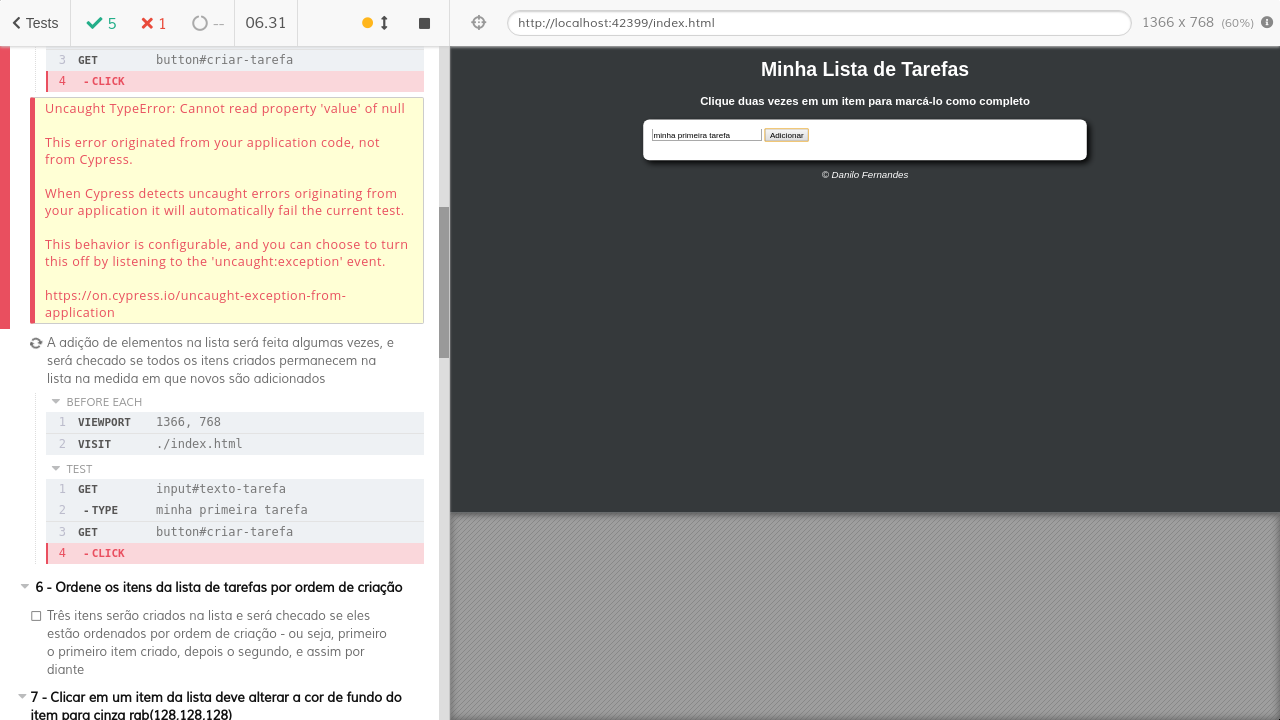 Tests
5
1
--
06.31
http://localhost:42399/index.html
1366 x 768 (60%)
3 GET button#criar-tarefa
4 - CLICK
Uncaught TypeError: Cannot read property 'value' of null
This error originated from your application code, not
from Cypress.
When Cypress detects uncaught errors originating from
your application it will automatically fail the current test.
This behavior is configurable, and you can choose to turn
this off by listening to the 'uncaught:exception' event.
https://on.cypress.io/uncaught-exception-from-
application
A adição de elementos na lista será feita algumas vezes, e
será checado se todos os itens criados permanecem na
lista na medida em que novos são adicionados
BEFORE EACH
1 VIEWPORT 1366, 768
2 VISIT ./index.html
TEST
1 GET input#texto-tarefa
2 - TYPE minha primeira tarefa
3 GET button#criar-tarefa
4 - CLICK
6 - Ordene os itens da lista de tarefas por ordem de criação
Três itens serão criados na lista e será checado se eles
estão ordenados por ordem de criação - ou seja, primeiro
o primeiro item criado, depois o segundo, e assim por
diante
7 - Clicar em um item da lista deve alterar a cor de fundo do
item para cinza rgb(128,128,128)
Minha Lista de Tarefas
Clique duas vezes em um item para marcá-lo como completo
minha primeira tarefa Adicionar
© Danilo Fernandes